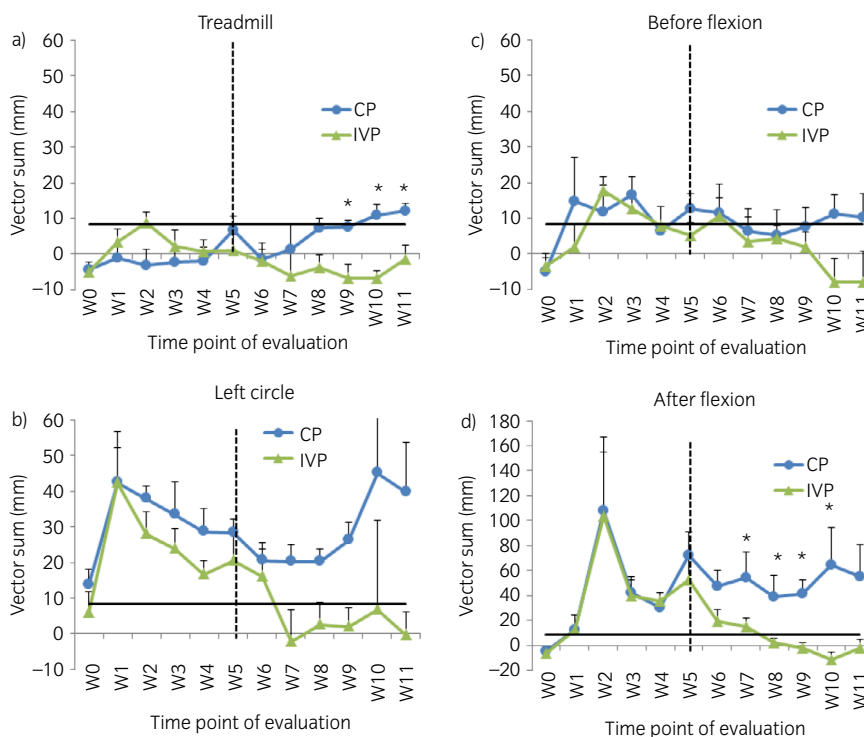 a)
Treadmill
Vector sum (mm)
60
50
40
30
20
10
0
−10
CP
IVP
* * *
W0 W1 W2 W3 W4 W5 W6 W7 W8 W9 W10 W11
Time point of evaluation
c)
Before flexion
Vector sum (mm)
60
50
40
30
20
10
0
−10
CP
IVP
W0 W1 W2 W3 W4 W5 W6 W7 W8 W9 W10 W11
Time point of evaluation
b)
Left circle
Vector sum (mm)
60
50
40
30
20
10
0
−10
CP
IVP
W0 W1 W2 W3 W4 W5 W6 W7 W8 W9 W10 W11
Time point of evaluation
d)
After flexion
Vector sum (mm)
180
160
140
120
100
80
60
40
20
0
−20
CP
IVP
* * * *
W0 W1 W2 W3 W4 W5 W6 W7 W8 W9 W10 W11
Time point of evaluation